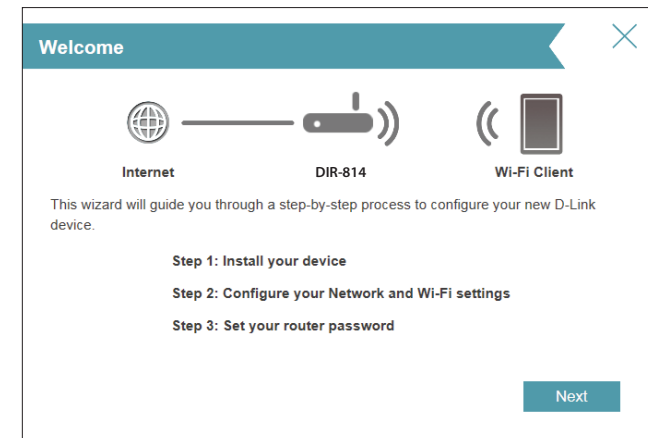 Welcome
Internet
DIR-814
Wi-Fi Client
This wizard will guide you through a step-by-step process to configure your new D-Link
device.
Step 1: Install your device
Step 2: Configure your Network and Wi-Fi settings
Step 3: Set your router password
Next